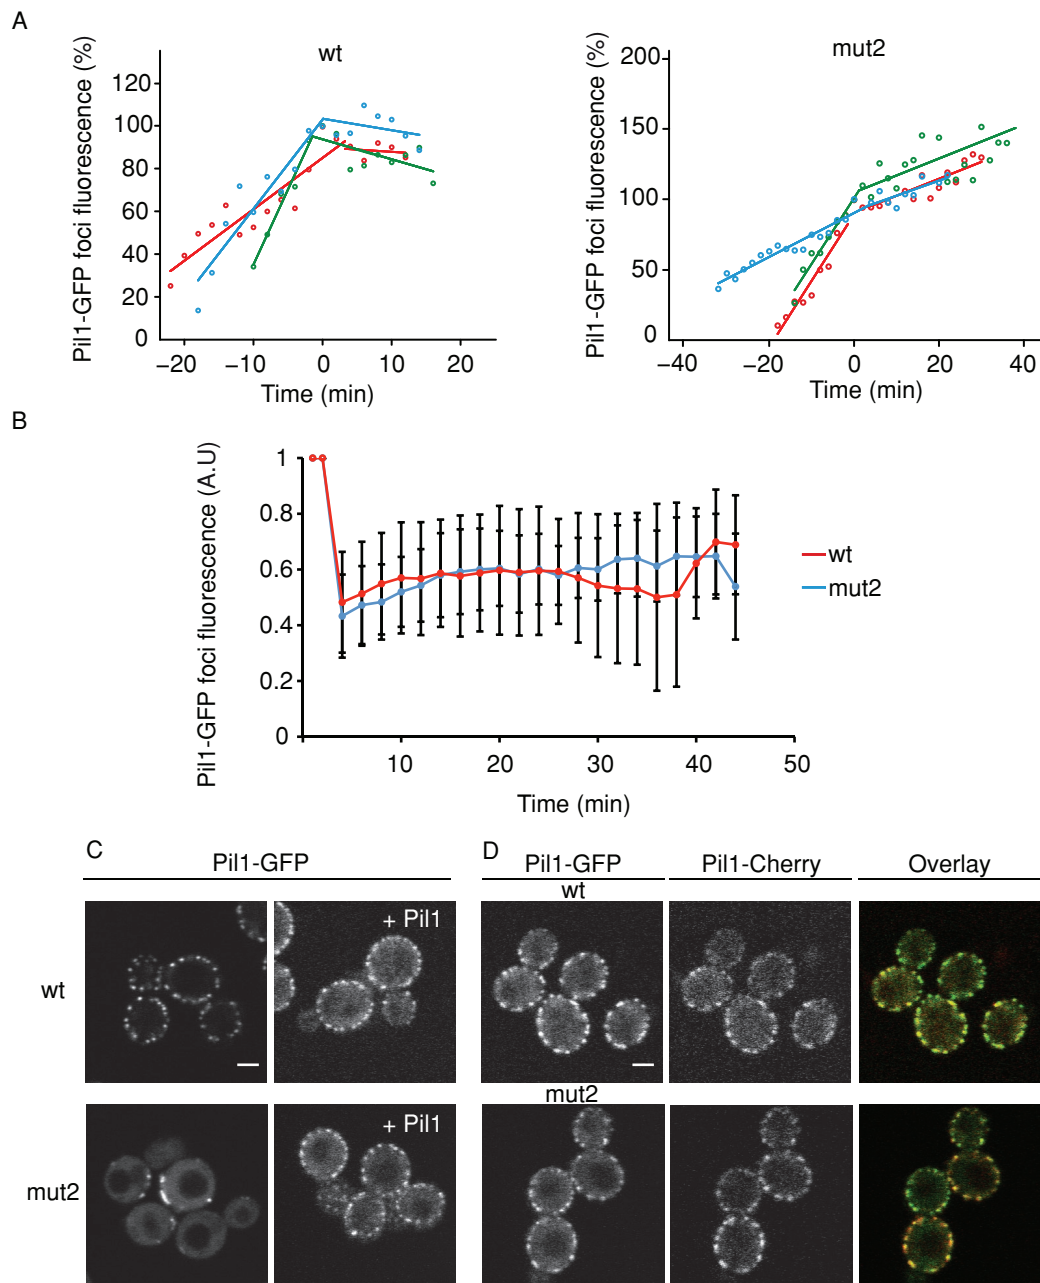 A
wt
Pil1-GFP foci fluorescence (%)
120
100
80
60
40
20
0
−20 −10 0 10 20
Time (min)
mut2
Pil1-GFP foci fluorescence (%)
200
150
100
50
0
−40 −20 0 20 40
Time (min)
B
Pil1-GFP foci fluorescence (A.U)
1
0.8
0.6
0.4
0.2
0
10 20 30 40 50
Time (min)
wt
mut2
C
Pil1-GFP
+ Pil1
wt
+ Pil1
mut2
D
Pil1-GFP Pil1-Cherry Overlay
wt
mut2